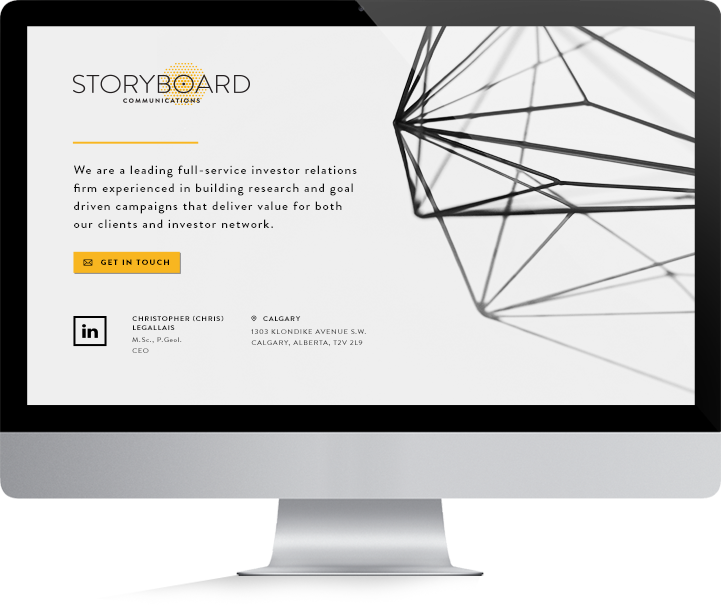 STORYBOARD
COMMUNICATIONS
We are a leading full-service investor relations
firm experienced in building research and goal
driven campaigns that deliver value for both
our clients and investor network.
GET IN TOUCH
in
CHRISTOPHER (CHRIS)
LEGALLAIS
M.Sc., P.Geol.
CEO
CALGARY
1303 KLONDIKE AVENUE S.W.
CALGARY, ALBERTA, T2V 2L9